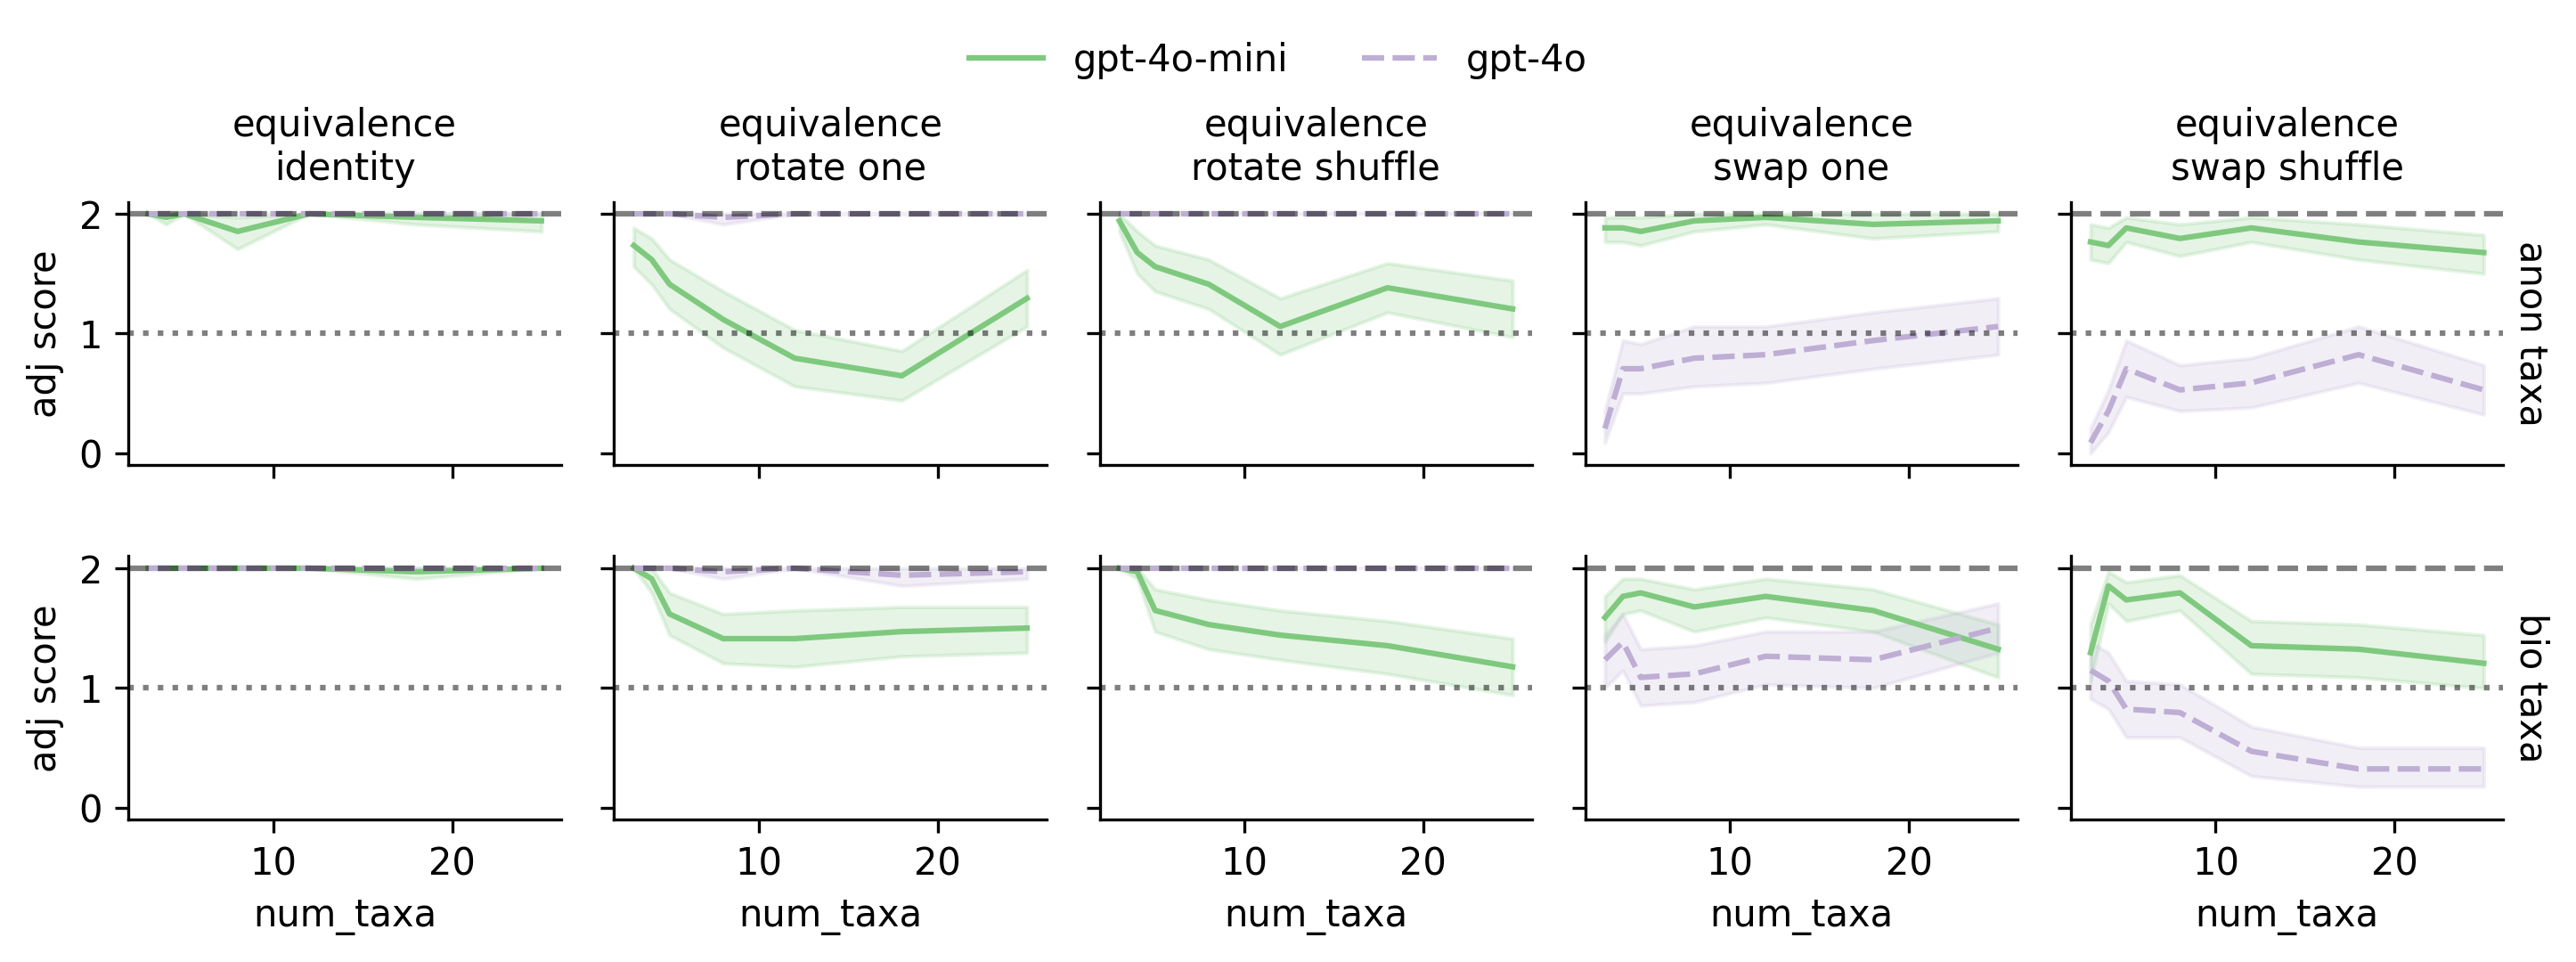 gpt-4o-mini gpt-4o
equivalence identity
equivalence rotate one
equivalence rotate shuffle
equivalence swap one
equivalence swap shuffle
adj score
2
1
0
anon taxa
adj score
2
1
0
bio taxa
10 20
10 20
10 20
10 20
10 20
num_taxa
num_taxa
num_taxa
num_taxa
num_taxa